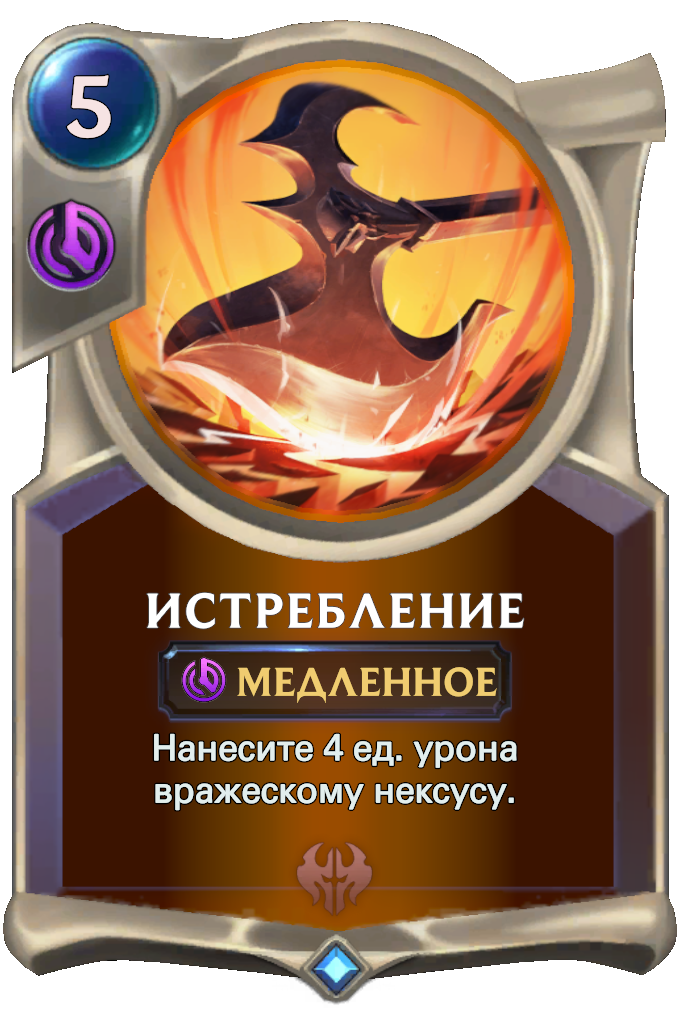 5
ИСТРЕБЛЕНИЕ
МЕДЛЕННОЕ
Нанесите 4 ед. урона
вражескому нексусу.